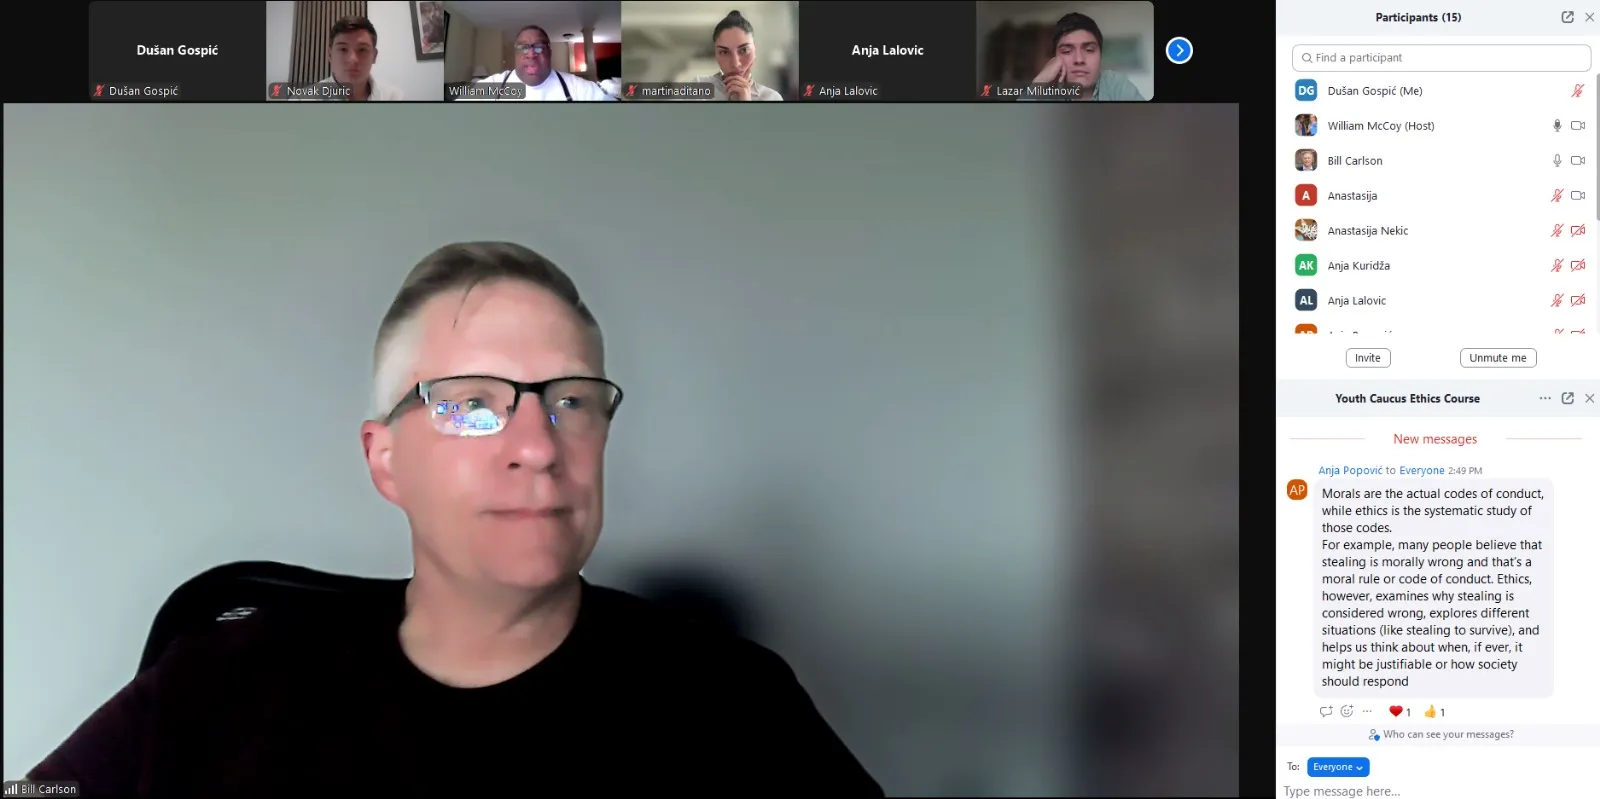 Dušan Gospić
Dušan Gospić
Novak Djuric
William McCoy
martinaditano
Anja Lalovic
Anja Lalovic
Lazar Milutinović
Bill Carlson
Participants (15)
Find a participant
DG Dušan Gospić (Me)
William McCoy (Host)
Bill Carlson
A Anastasija
Anastasija Nekic
AK Anja Kuridža
AL Anja Lalovic
Invite
Unmute me
Youth Caucus Ethics Course
New messages
Anja Popović to Everyone 2:49 PM
AP
Morals are the actual codes of conduct,
while ethics is the systematic study of
those codes.
For example, many people believe that
stealing is morally wrong and that's a
moral rule or code of conduct. Ethics,
however, examines why stealing is
considered wrong, explores different
situations (like stealing to survive), and
helps us think about when, if ever, it
might be justifiable or how society
should respond
1
1
Who can see your messages?
To: Everyone
Type message here...